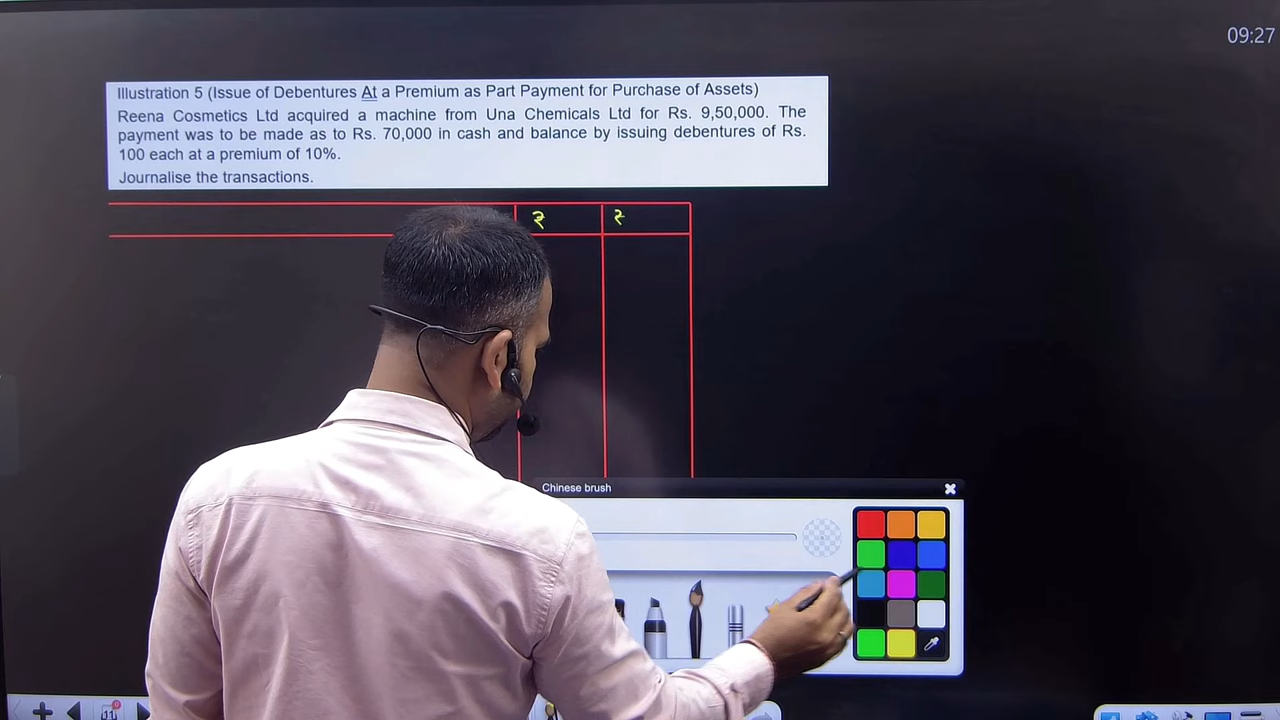 09:27
Illustration 5 (Issue of Debentures At a Premium as Part Payment for Purchase of Assets)
Reena Cosmetics Ltd acquired a machine from Una Chemicals Ltd for Rs. 9,50,000. The
payment was to be made as to Rs. 70,000 in cash and balance by issuing debentures of Rs.
100 each at a premium of 10%.
Journalise the transactions.
₹ ₹
Chinese brush
11